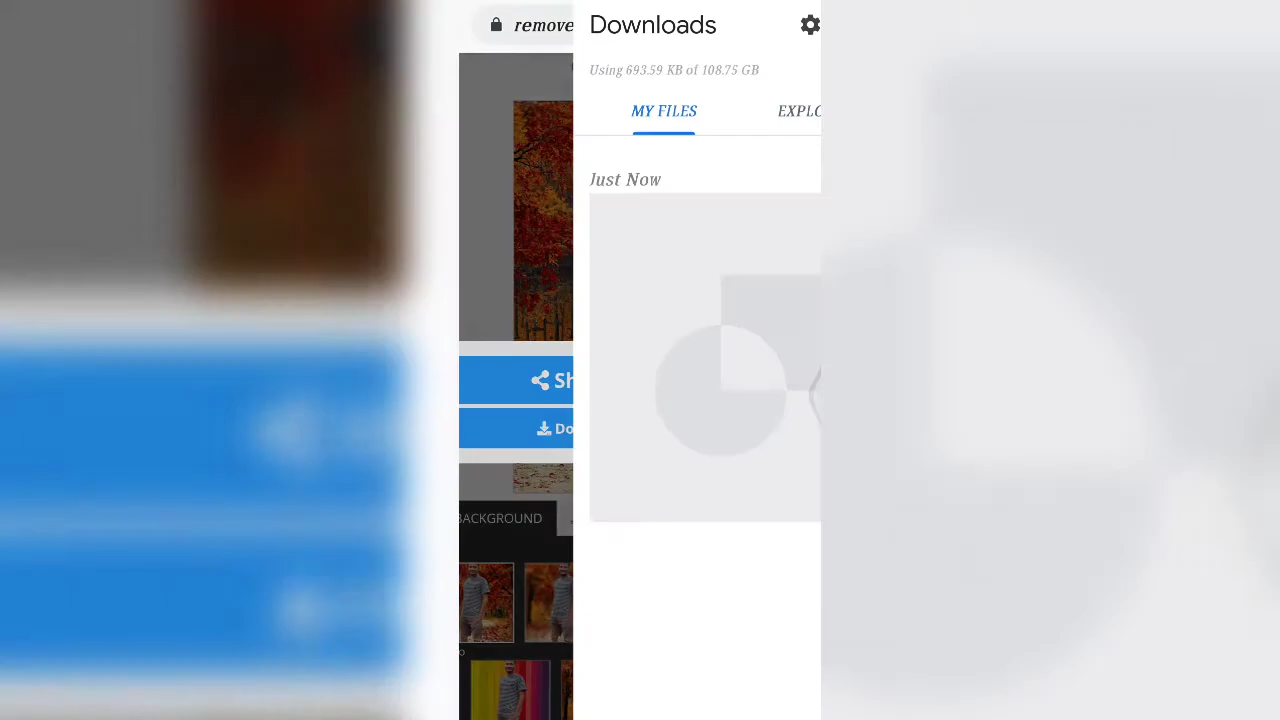 remove
Downloads
Using 693.59 KB of 108.75 GB
MY FILES
EXPLO
Just Now
Sh
Do
BACKGROUND